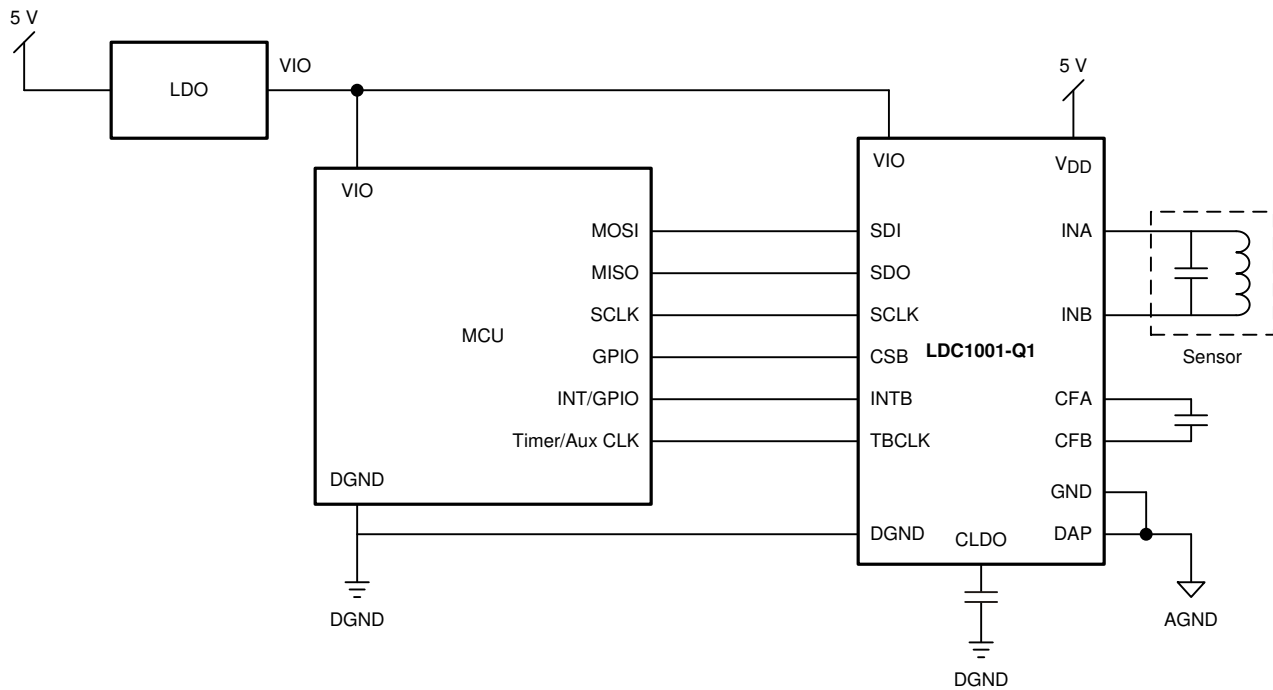 5 V
LDO
VIO
5 V
VIO
MOSI
MISO
SCLK
GPIO
INT/GPIO
Timer/Aux CLK
MCU
DGND
DGND
VIO
VDD
SDI
SDO
SCLK
CSB
INTB
TBCLK
DGND
LDC1001-Q1
INA
INB
CFA
CFB
GND
DAP
CLDO
Sensor
AGND
DGND